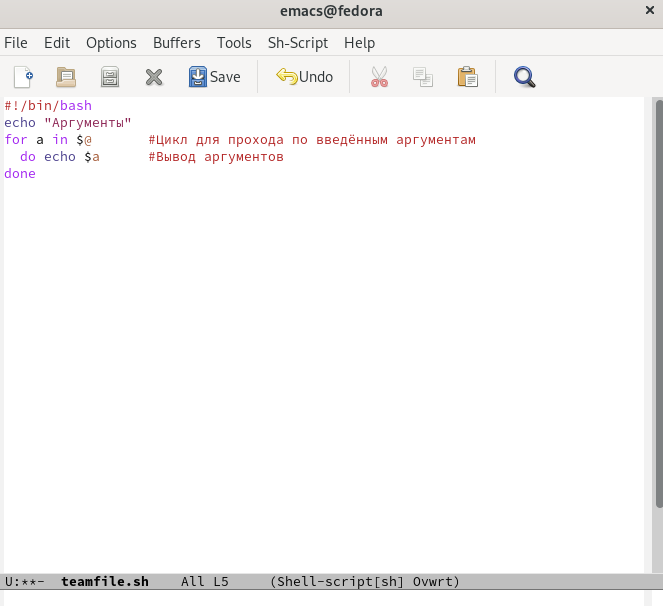 emacs@fedora ×
File Edit Options Buffers Tools Sh-Script Help
Save Undo
#!/bin/bash
echo "Аргументы"
for a in $@ #Цикл для прохода по введённым аргументам
do echo $a #Вывод аргументов
done
U:**- teamfile.sh All L5 (Shell-script[sh] Ovwrt)